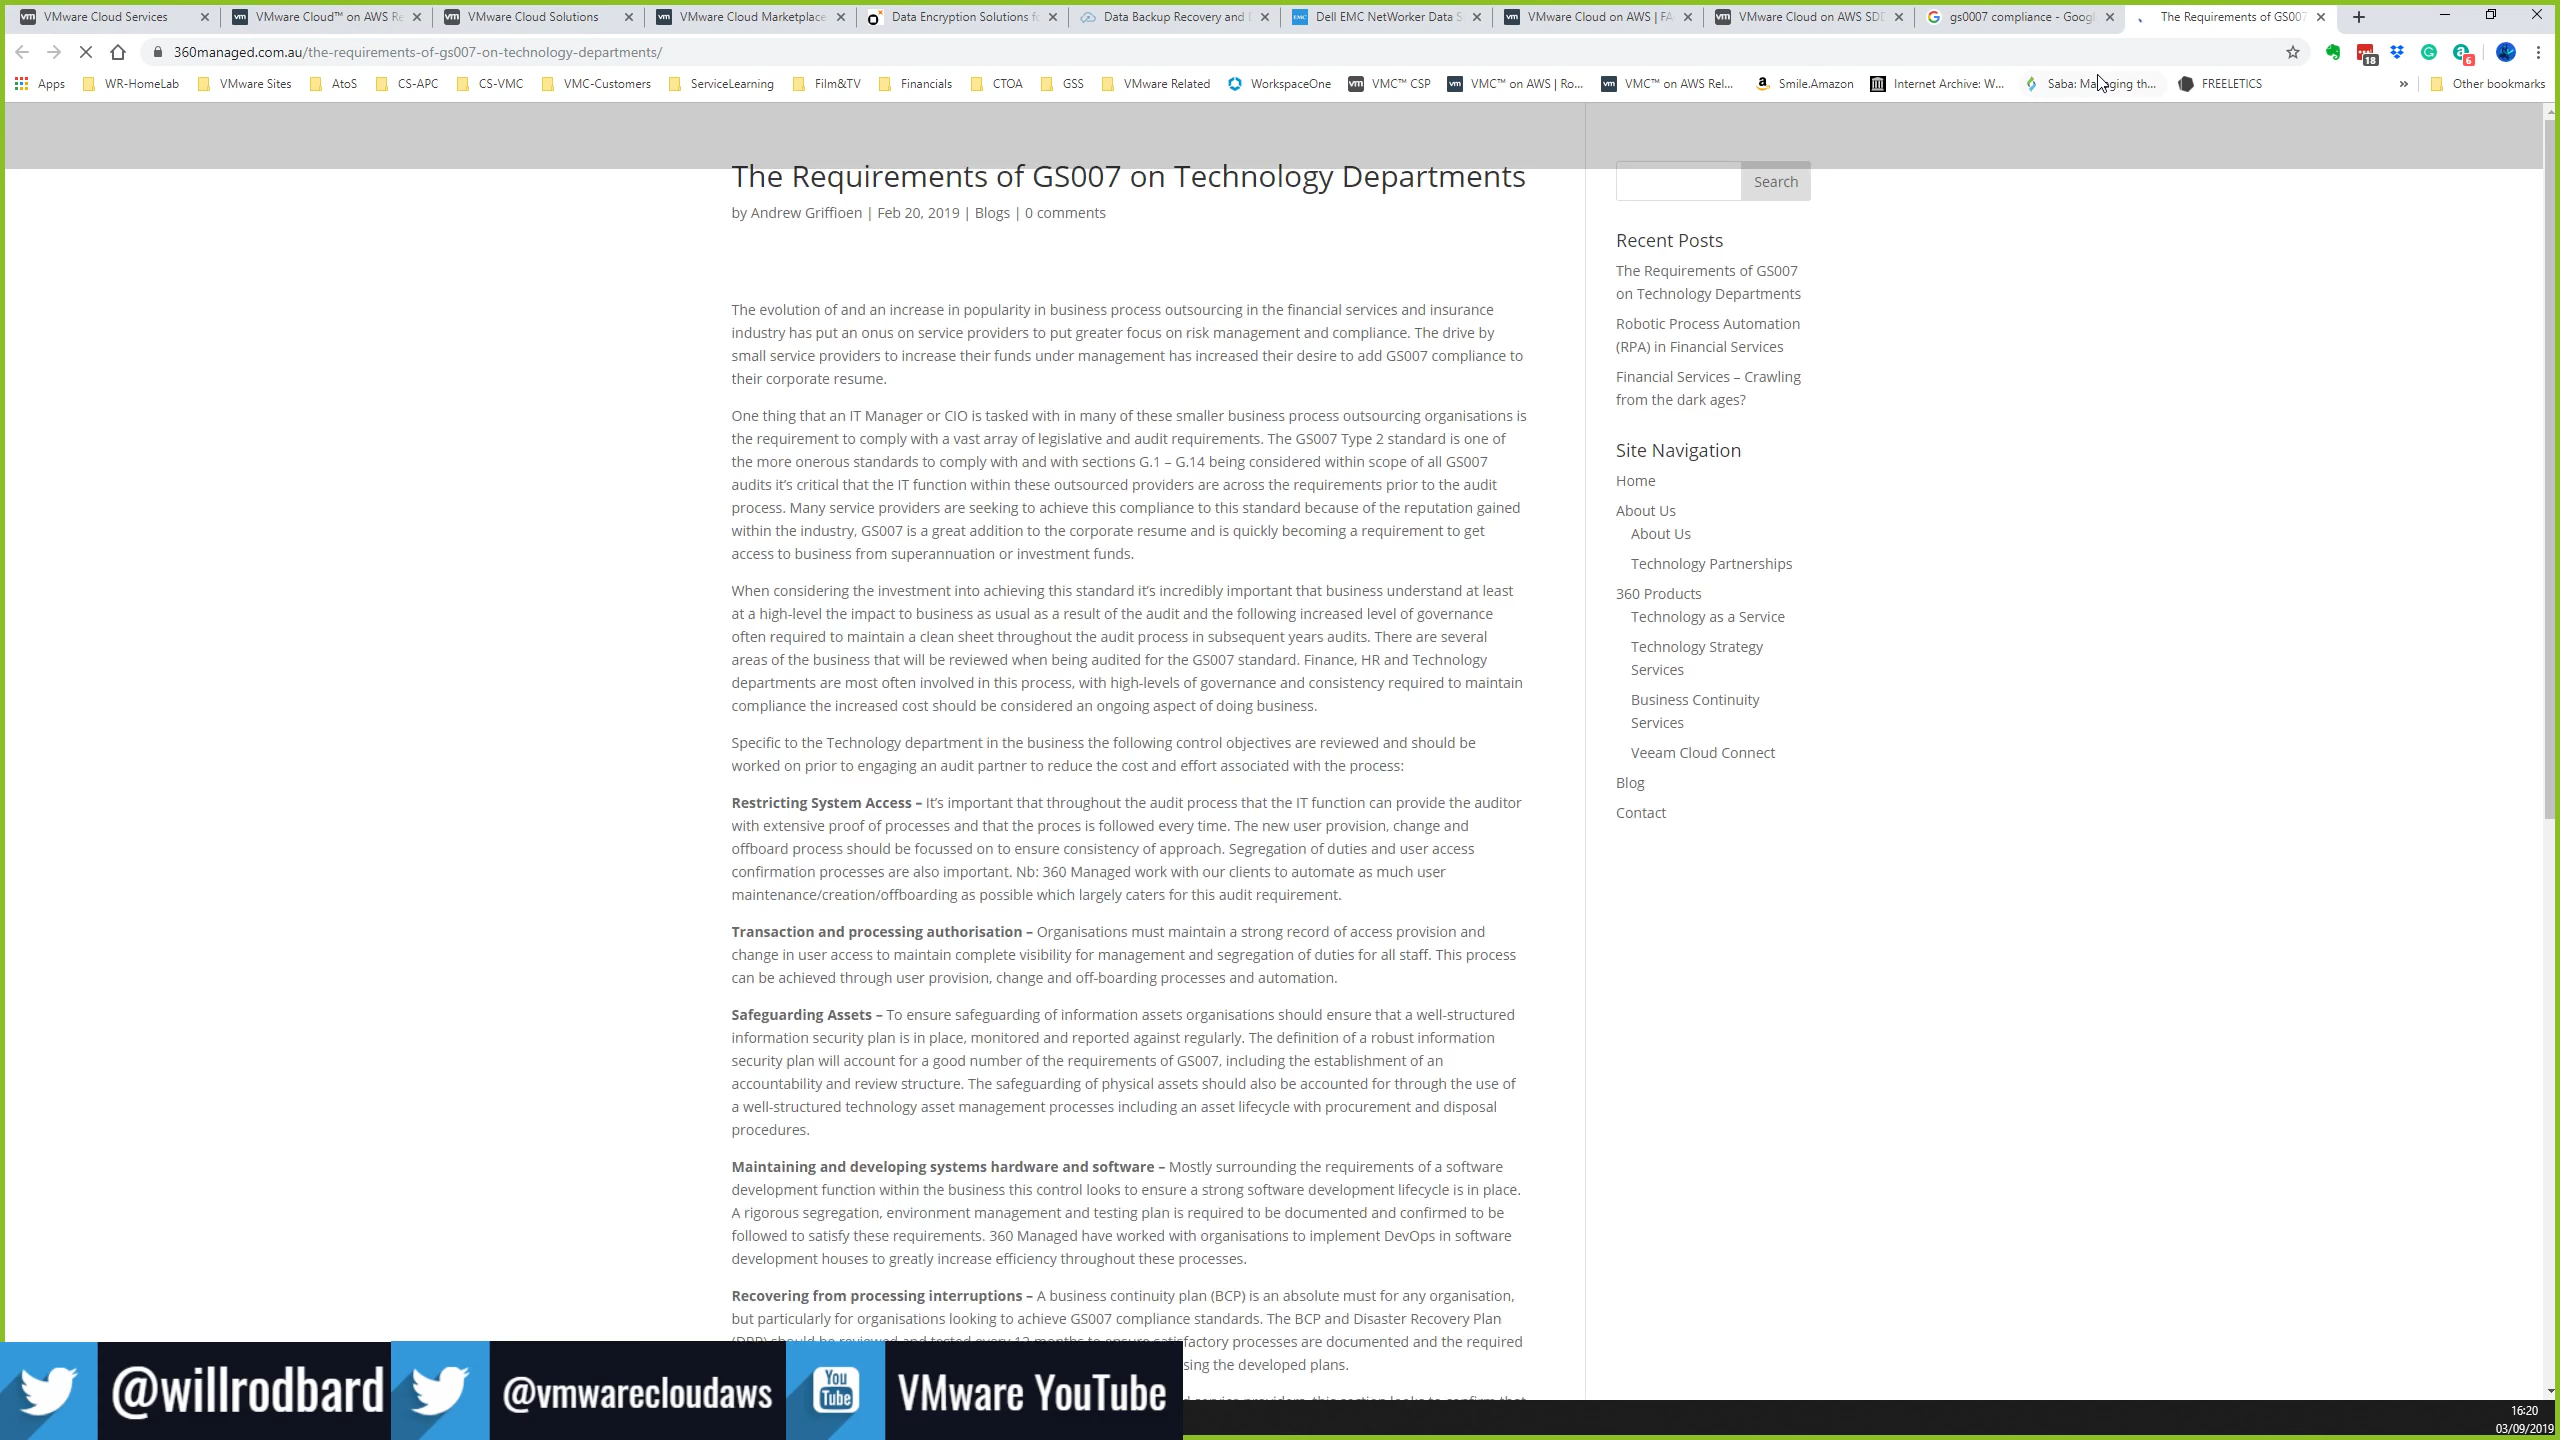 VMware Cloud Services
VMware Cloud™ on AWS Re
VMware Cloud Solutions
VMware Cloud Marketplace
Data Encryption Solutions fo
Data Backup Recovery and
Dell EMC NetWorker Data S
VMware Cloud on AWS | FA
VMware Cloud on AWS SDD
gs0007 compliance - Googl
The Requirements of GS007
360managed.com.au/the-requirements-of-gs007-on-technology-departments/
18
6
Apps
WR-HomeLab
VMware Sites
AtoS
CS-APC
CS-VMC
VMC-Customers
ServiceLearning
Film&TV
Financials
CTOA
GSS
VMware Related
WorkspaceOne
VMC™ CSP
VMC™ on AWS | Ro...
VMC™ on AWS Rel...
Smile.Amazon
Internet Archive: W...
Saba: Managing th...
FREELETICS
»
Other bookmarks
The Requirements of GS007 on Technology Departments
by Andrew Griffioen | Feb 20, 2019 | Blogs | 0 comments
The evolution of and an increase in popularity in business process outsourcing in the financial services and insurance
industry has put an onus on service providers to put greater focus on risk management and compliance. The drive by
small service providers to increase their funds under management has increased their desire to add GS007 compliance to
their corporate resume.
One thing that an IT Manager or CIO is tasked with in many of these smaller business process outsourcing organisations is
the requirement to comply with a vast array of legislative and audit requirements. The GS007 Type 2 standard is one of
the more onerous standards to comply with and with sections G.1 – G.14 being considered within scope of all GS007
audits it's critical that the IT function within these outsourced providers are across the requirements prior to the audit
process. Many service providers are seeking to achieve this compliance to this standard because of the reputation gained
within the industry, GS007 is a great addition to the corporate resume and is quickly becoming a requirement to get
access to business from superannuation or investment funds.
When considering the investment into achieving this standard it's incredibly important that business understand at least
at a high-level the impact to business as usual as a result of the audit and the following increased level of governance
often required to maintain a clean sheet throughout the audit process in subsequent years audits. There are several
areas of the business that will be reviewed when being audited for the GS007 standard. Finance, HR and Technology
departments are most often involved in this process, with high-levels of governance and consistency required to maintain
compliance the increased cost should be considered an ongoing aspect of doing business.
Specific to the Technology department in the business the following control objectives are reviewed and should be
worked on prior to engaging an audit partner to reduce the cost and effort associated with the process:
Restricting System Access – It's important that throughout the audit process that the IT function can provide the auditor
with extensive proof of processes and that the proces is followed every time. The new user provision, change and
offboard process should be focussed on to ensure consistency of approach. Segregation of duties and user access
confirmation processes are also important. Nb: 360 Managed work with our clients to automate as much user
maintenance/creation/offboarding as possible which largely caters for this audit requirement.
Transaction and processing authorisation – Organisations must maintain a strong record of access provision and
change in user access to maintain complete visibility for management and segregation of duties for all staff. This process
can be achieved through user provision, change and off-boarding processes and automation.
Safeguarding Assets – To ensure safeguarding of information assets organisations should ensure that a well-structured
information security plan is in place, monitored and reported against regularly. The definition of a robust information
security plan will account for a good number of the requirements of GS007, including the establishment of an
accountability and review structure. The safeguarding of physical assets should also be accounted for through the use of
a well-structured technology asset management processes including an asset lifecycle with procurement and disposal
procedures.
Maintaining and developing systems hardware and software – Mostly surrounding the requirements of a software
development function within the business this control looks to ensure a strong software development lifecycle is in place.
A rigorous segregation, environment management and testing plan is required to be documented and confirmed to be
followed to satisfy these requirements. 360 Managed have worked with organisations to implement DevOps in software
development houses to greatly increase efficiency throughout these processes.
Recovering from processing interruptions – A business continuity plan (BCP) is an absolute must for any organisation,
but particularly for organisations looking to achieve GS007 compliance standards. The BCP and Disaster Recovery Plan
(DRP) should be reviewed and tested every 12 months to ensure satisfactory processes are documented and the required
sing the developed plans.
Search
Recent Posts
The Requirements of GS007
on Technology Departments
Robotic Process Automation
(RPA) in Financial Services
Financial Services – Crawling
from the dark ages?
Site Navigation
Home
About Us
About Us
Technology Partnerships
360 Products
Technology as a Service
Technology Strategy
Services
Business Continuity
Services
Veeam Cloud Connect
Blog
Contact
@willrodbard
@vmwarecloudaws
You
Tube
VMware YouTube
16:20
03/09/2019